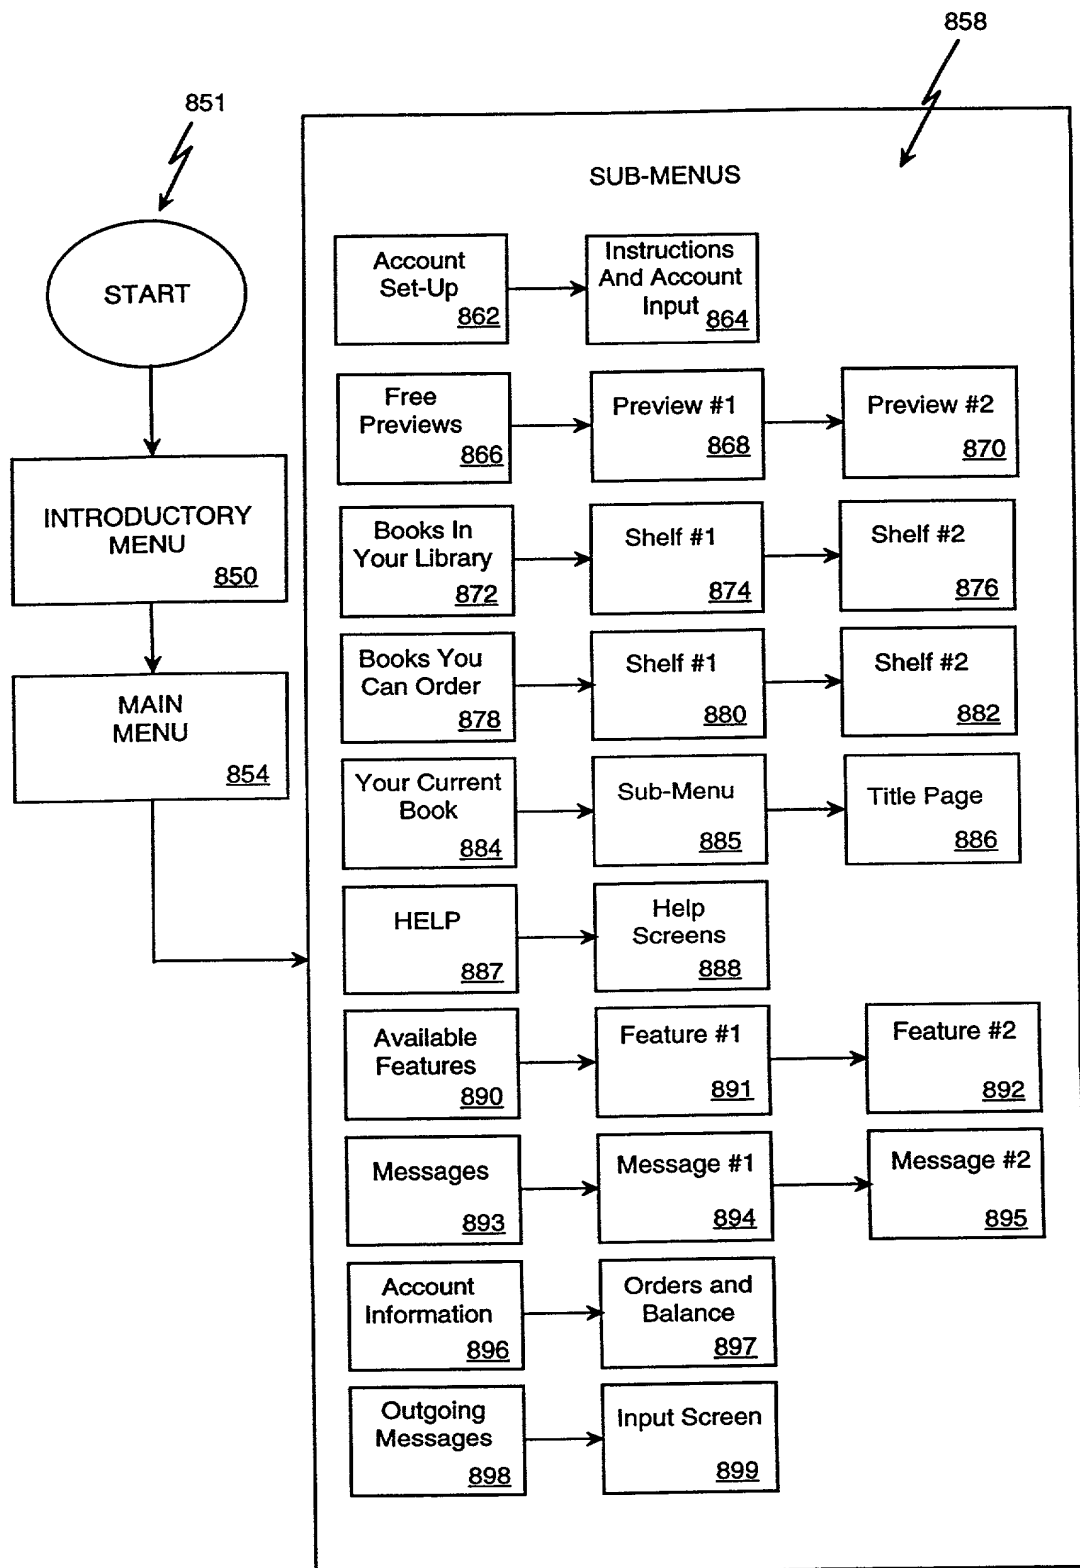 858
851
SUB-MENUS
START
INTRODUCTORY
MENU
850
MAIN
MENU
854
Account
Set-Up
862
Instructions
And Account
Input
864
Free
Previews
866
Preview #1
868
Preview #2
870
Books In
Your Library
872
Shelf #1
874
Shelf #2
876
Books You
Can Order
878
Shelf #1
880
Shelf #2
882
Your Current
Book
884
Sub-Menu
885
Title Page
886
HELP
887
Help
Screens
888
Available
Features
890
Feature #1
891
Feature #2
892
Messages
893
Message #1
894
Message #2
895
Account
Information
896
Orders and
Balance
897
Outgoing
Messages
898
Input Screen
899